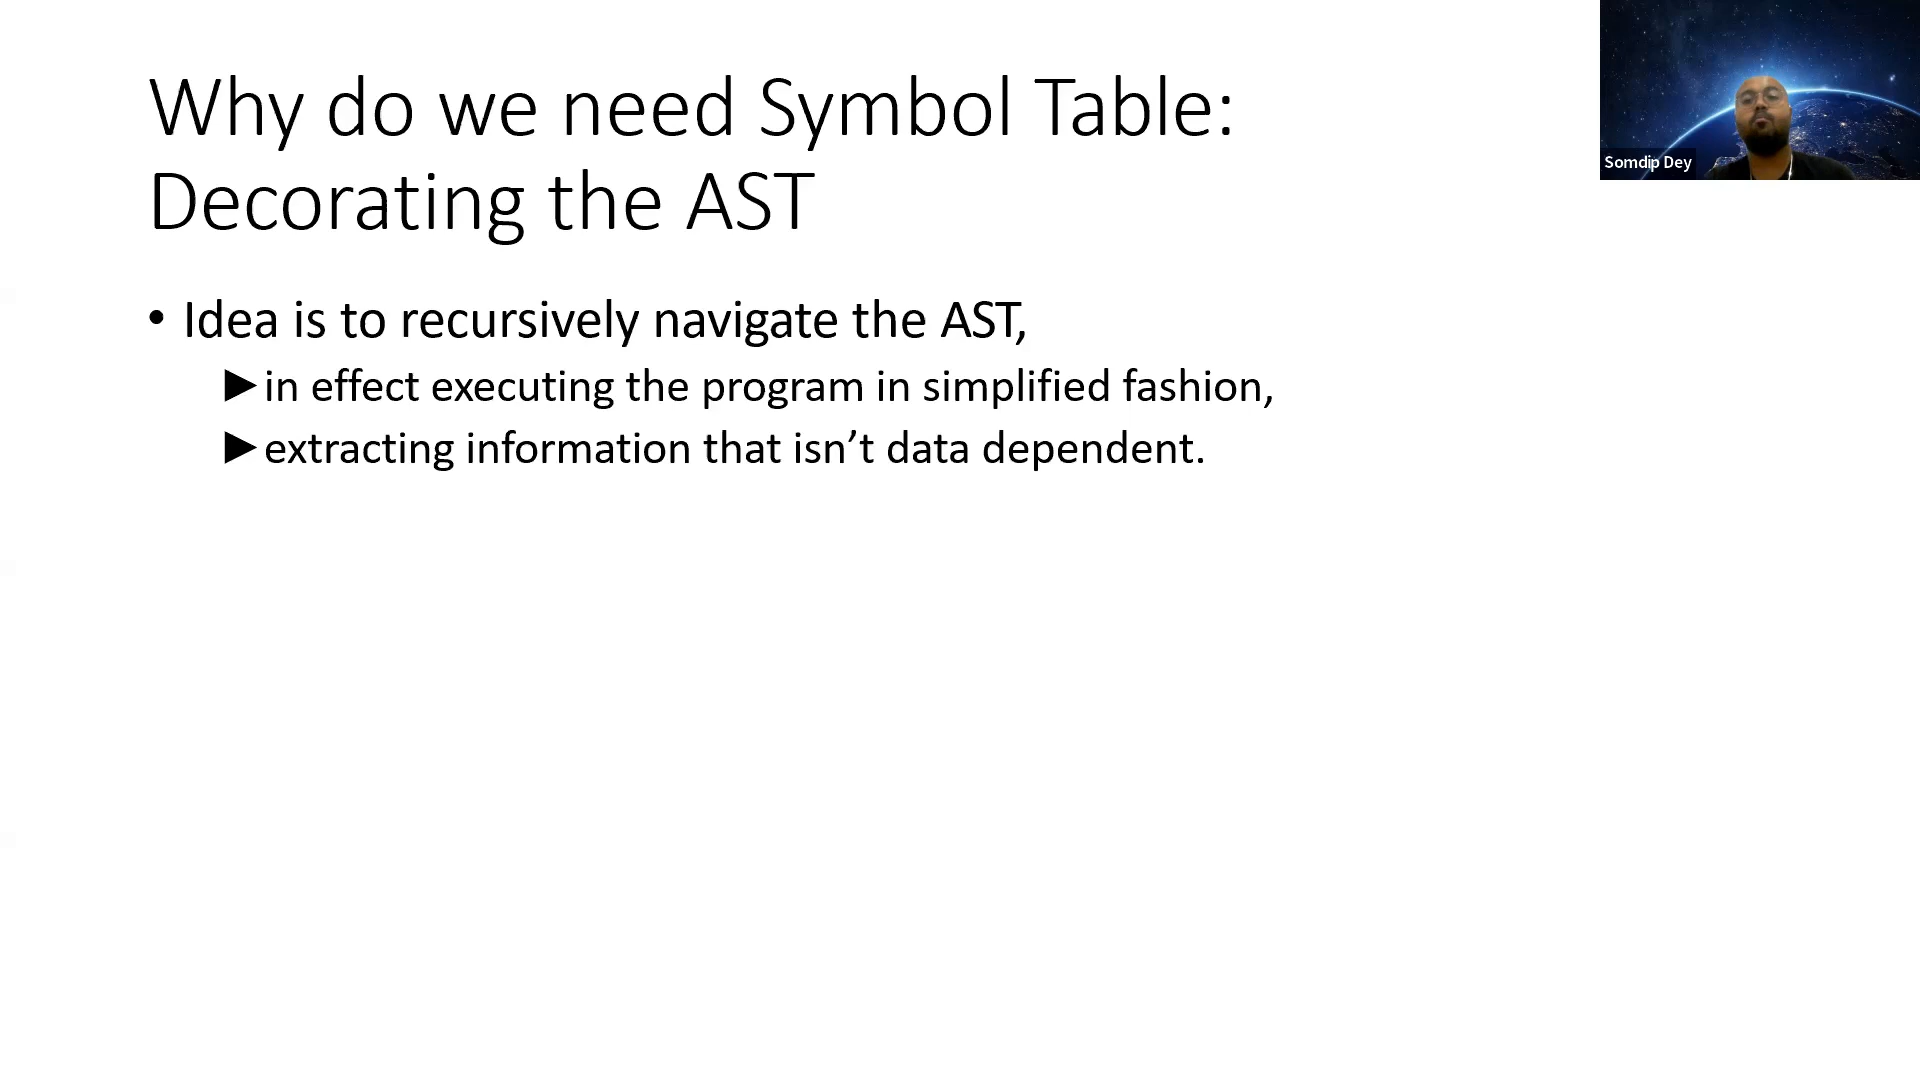 Why do we need Symbol Table:
Decorating the AST
• Idea is to recursively navigate the AST,
▶in effect executing the program in simplified fashion,
▶extracting information that isn’t data dependent.
Somdip Dey